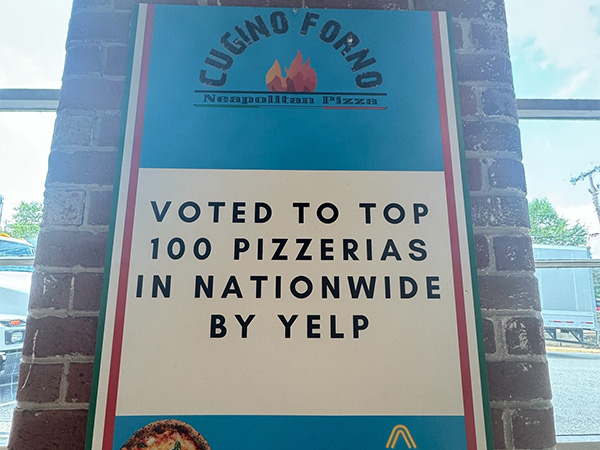 CUGINO FORNO
Neapolitan Pizza
VOTED TO TOP
100 PIZZERIAS
IN NATIONWIDE
BY YELP